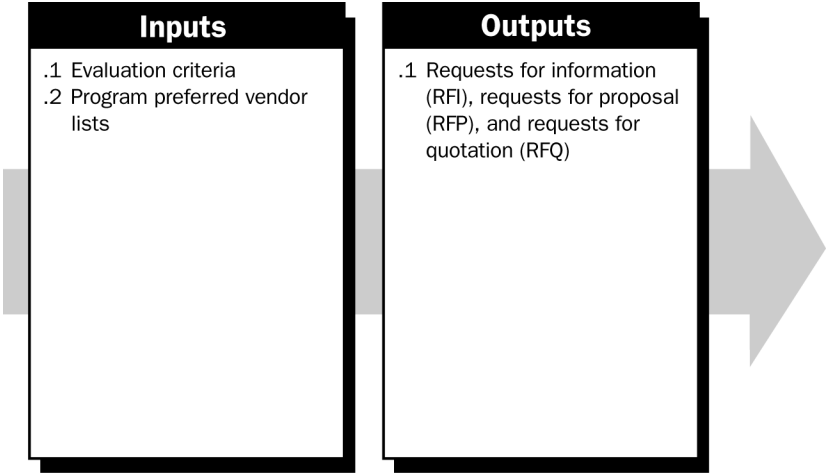 Inputs
.1 Evaluation criteria
.2 Program preferred vendor
lists
Outputs
.1 Requests for information
(RFI), requests for proposal
(RFP), and requests for
quotation (RFQ)